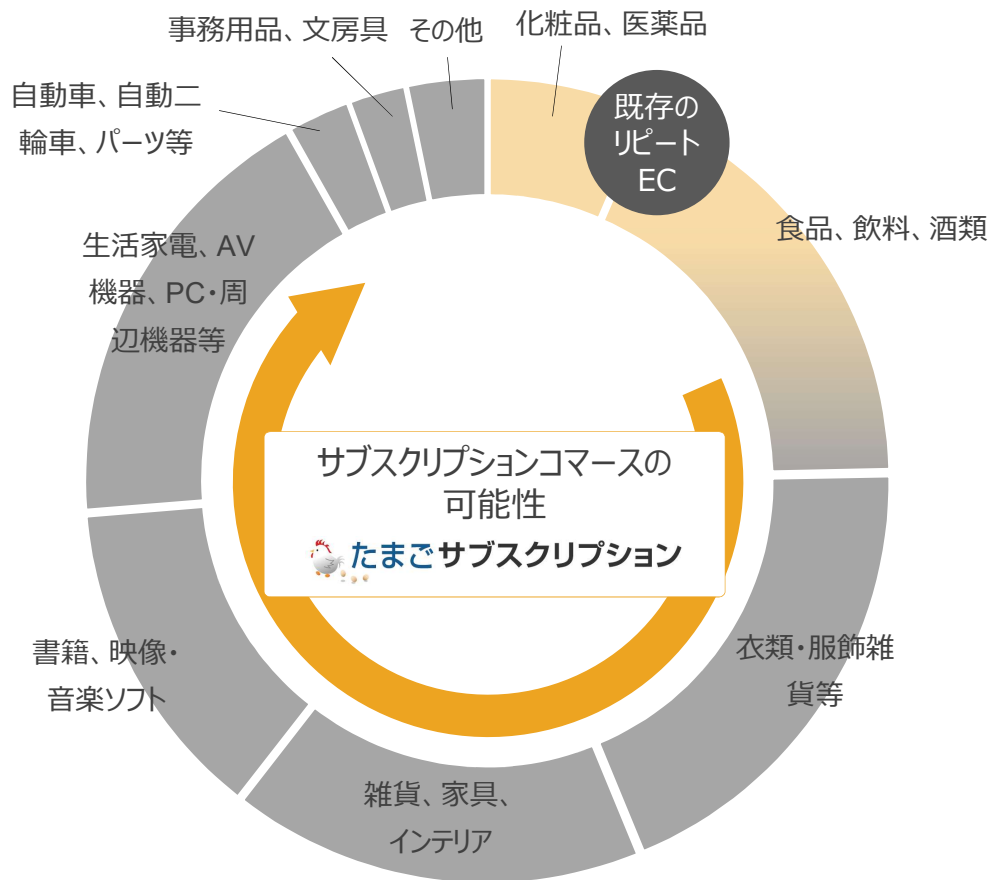 事務用品、文房具
その他
化粧品、医薬品
自動車、自動二
輪車、パーツ等
既存の
リピート
EC
食品、飲料、酒類
生活家電、AV
機器、PC・周
辺機器等
サブスクリプションコマースの
可能性
たまごサブスクリプション
書籍、映像・
音楽ソフト
衣類・服飾雑
貨等
雑貨、家具、
インテリア